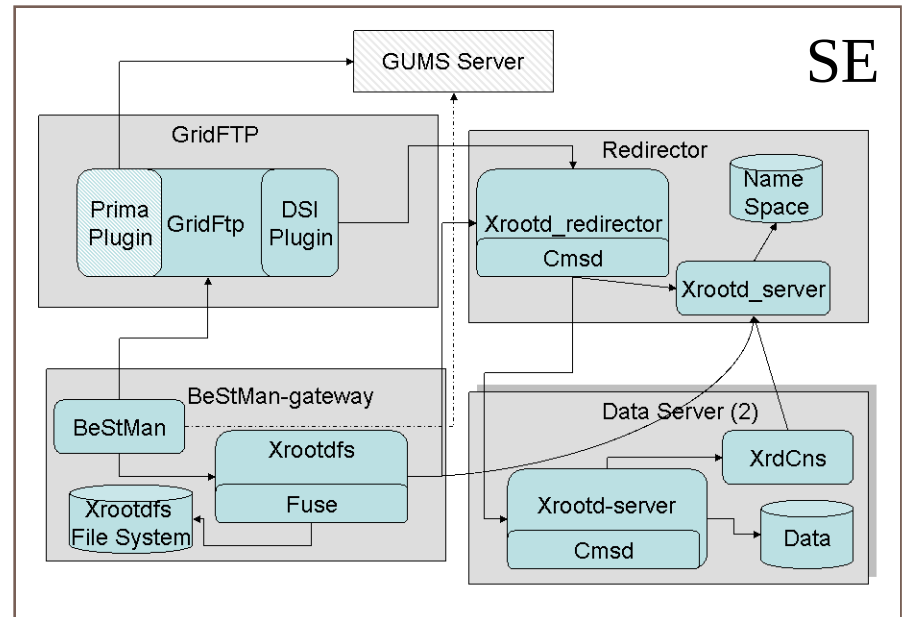 SE
GUMS Server
GridFTP
Prima
Plugin
GridFtp
DSI
Plugin
Redirector
Xrootd_redirector
Cmsd
Name
Space
Xrootd_server
BeStMan-gateway
BeStMan
Xrootdfs
Fuse
Xrootdfs
File System
Data Server (2)
XrdCns
Xrootd-server
Cmsd
Data